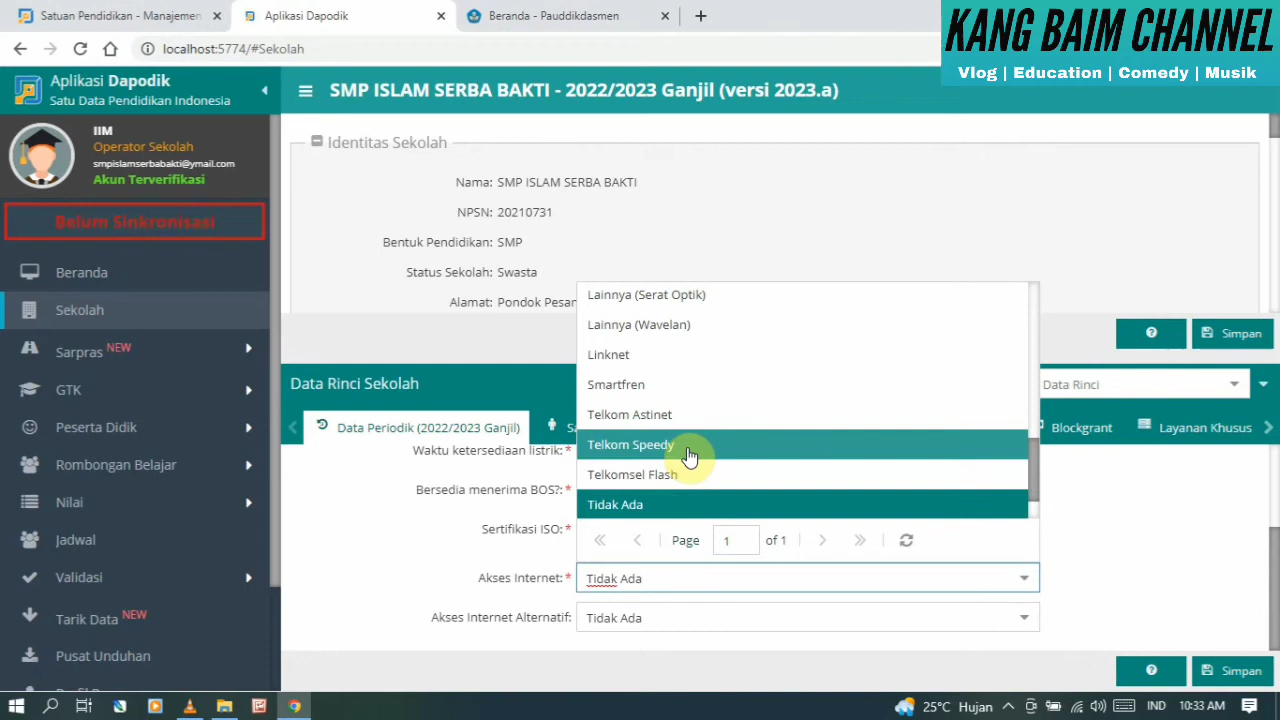 Satuan Pendidikan - Manajemen
Aplikasi Dapodik
Beranda - Pauddikdasmen
localhost:5774/#Sekolah
KANG BAIM CHANNEL
Vlog | Education | Comedy | Musik
Aplikasi Dapodik
Satu Data Pendidikan Indonesia
SMP ISLAM SERBA BAKTI - 2022/2023 Ganjil (versi 2023.a)
IIM
Operator Sekolah
smpislamserbabakti@ymail.com
Akun Terverifikasi
Belum Sinkronisasi
Beranda
Sekolah
Sarpras NEW
GTK
Peserta Didik
Rombongan Belajar
Nilai
Jadwal
Validasi
Tarik Data NEW
Pusat Unduhan
Identitas Sekolah
Nama: SMP ISLAM SERBA BAKTI
NPSN: 20210731
Bentuk Pendidikan: SMP
Status Sekolah: Swasta
Alamat: Pondok Pesan
Simpan
Data Rinci Sekolah
Data Rinci
Data Periodik (2022/2023 Ganjil)
Sa
Blockgrant
Layanan Khusus
Lainnya (Serat Optik)
Lainnya (Wavelan)
Linknet
Smartfren
Telkom Astinet
Telkom Speedy
Telkomsel Flash
Tidak Ada
Page 1 of 1
Waktu ketersediaan listrik:*
Bersedia menerima BOS?:*
Sertifikasi ISO:*
Akses Internet:* Tidak Ada
Akses Internet Alternatif: Tidak Ada
Simpan
25°C Hujan
IND
10:33 AM